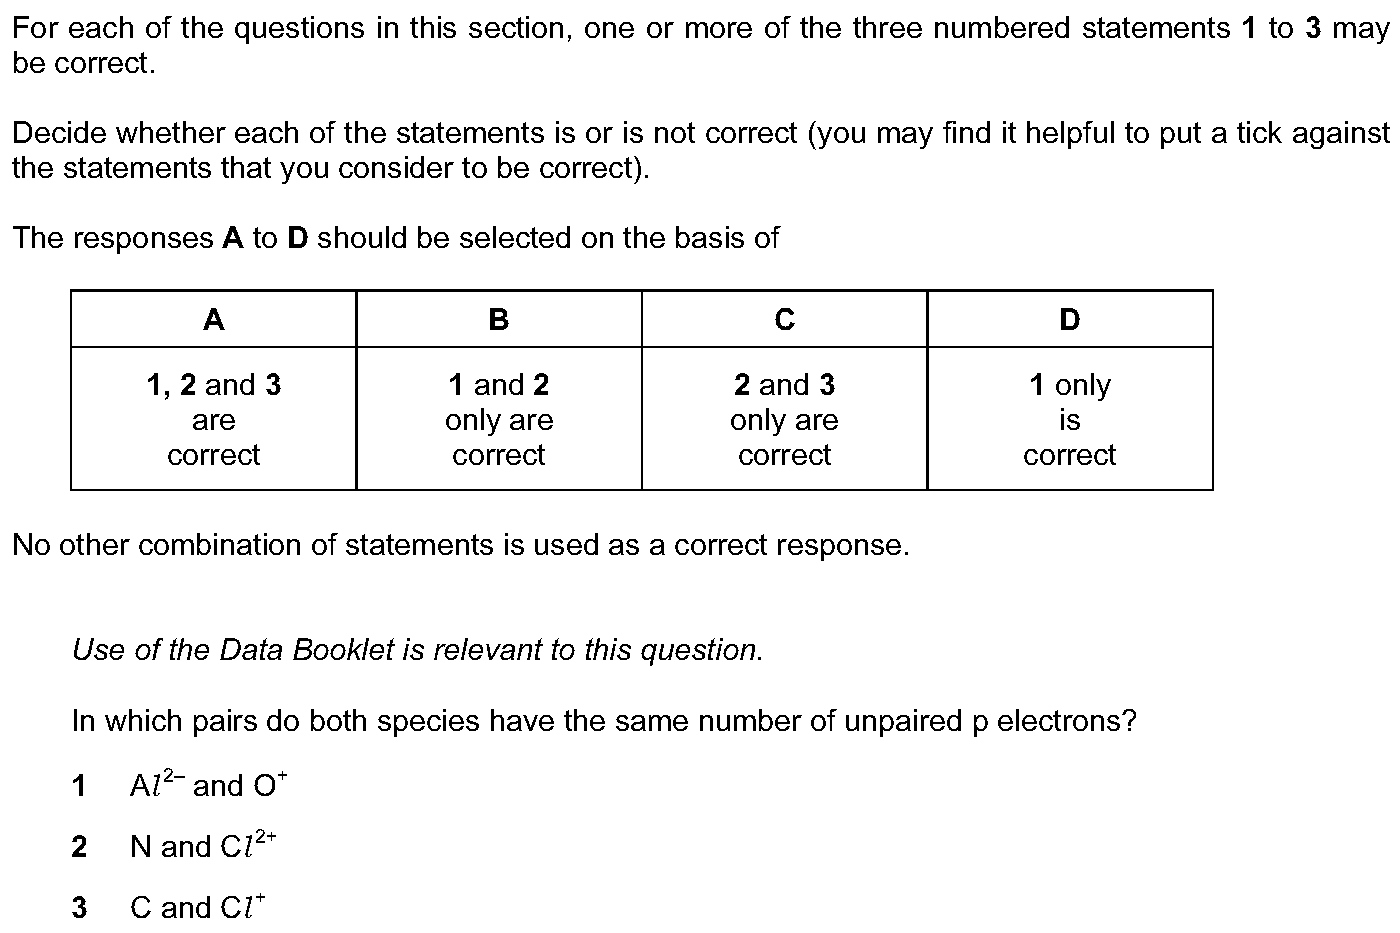 For each of the questions in this section, one or more of the three numbered statements 1 to 3 may
be correct.
Decide whether each of the statements is or is not correct (you may find it helpful to put a tick against
the statements that you consider to be correct).
The responses A to D should be selected on the basis of
A B C D
1, 2 and 3 1 and 2 2 and 3 1 only
are only are only are is
correct correct correct correct
No other combination of statements is used as a correct response.
Use of the Data Booklet is relevant to this question.
In which pairs do both species have the same number of unpaired p electrons?
1 Al²⁻ and O⁺
2 N and Cl²⁺
3 C and Cl⁺